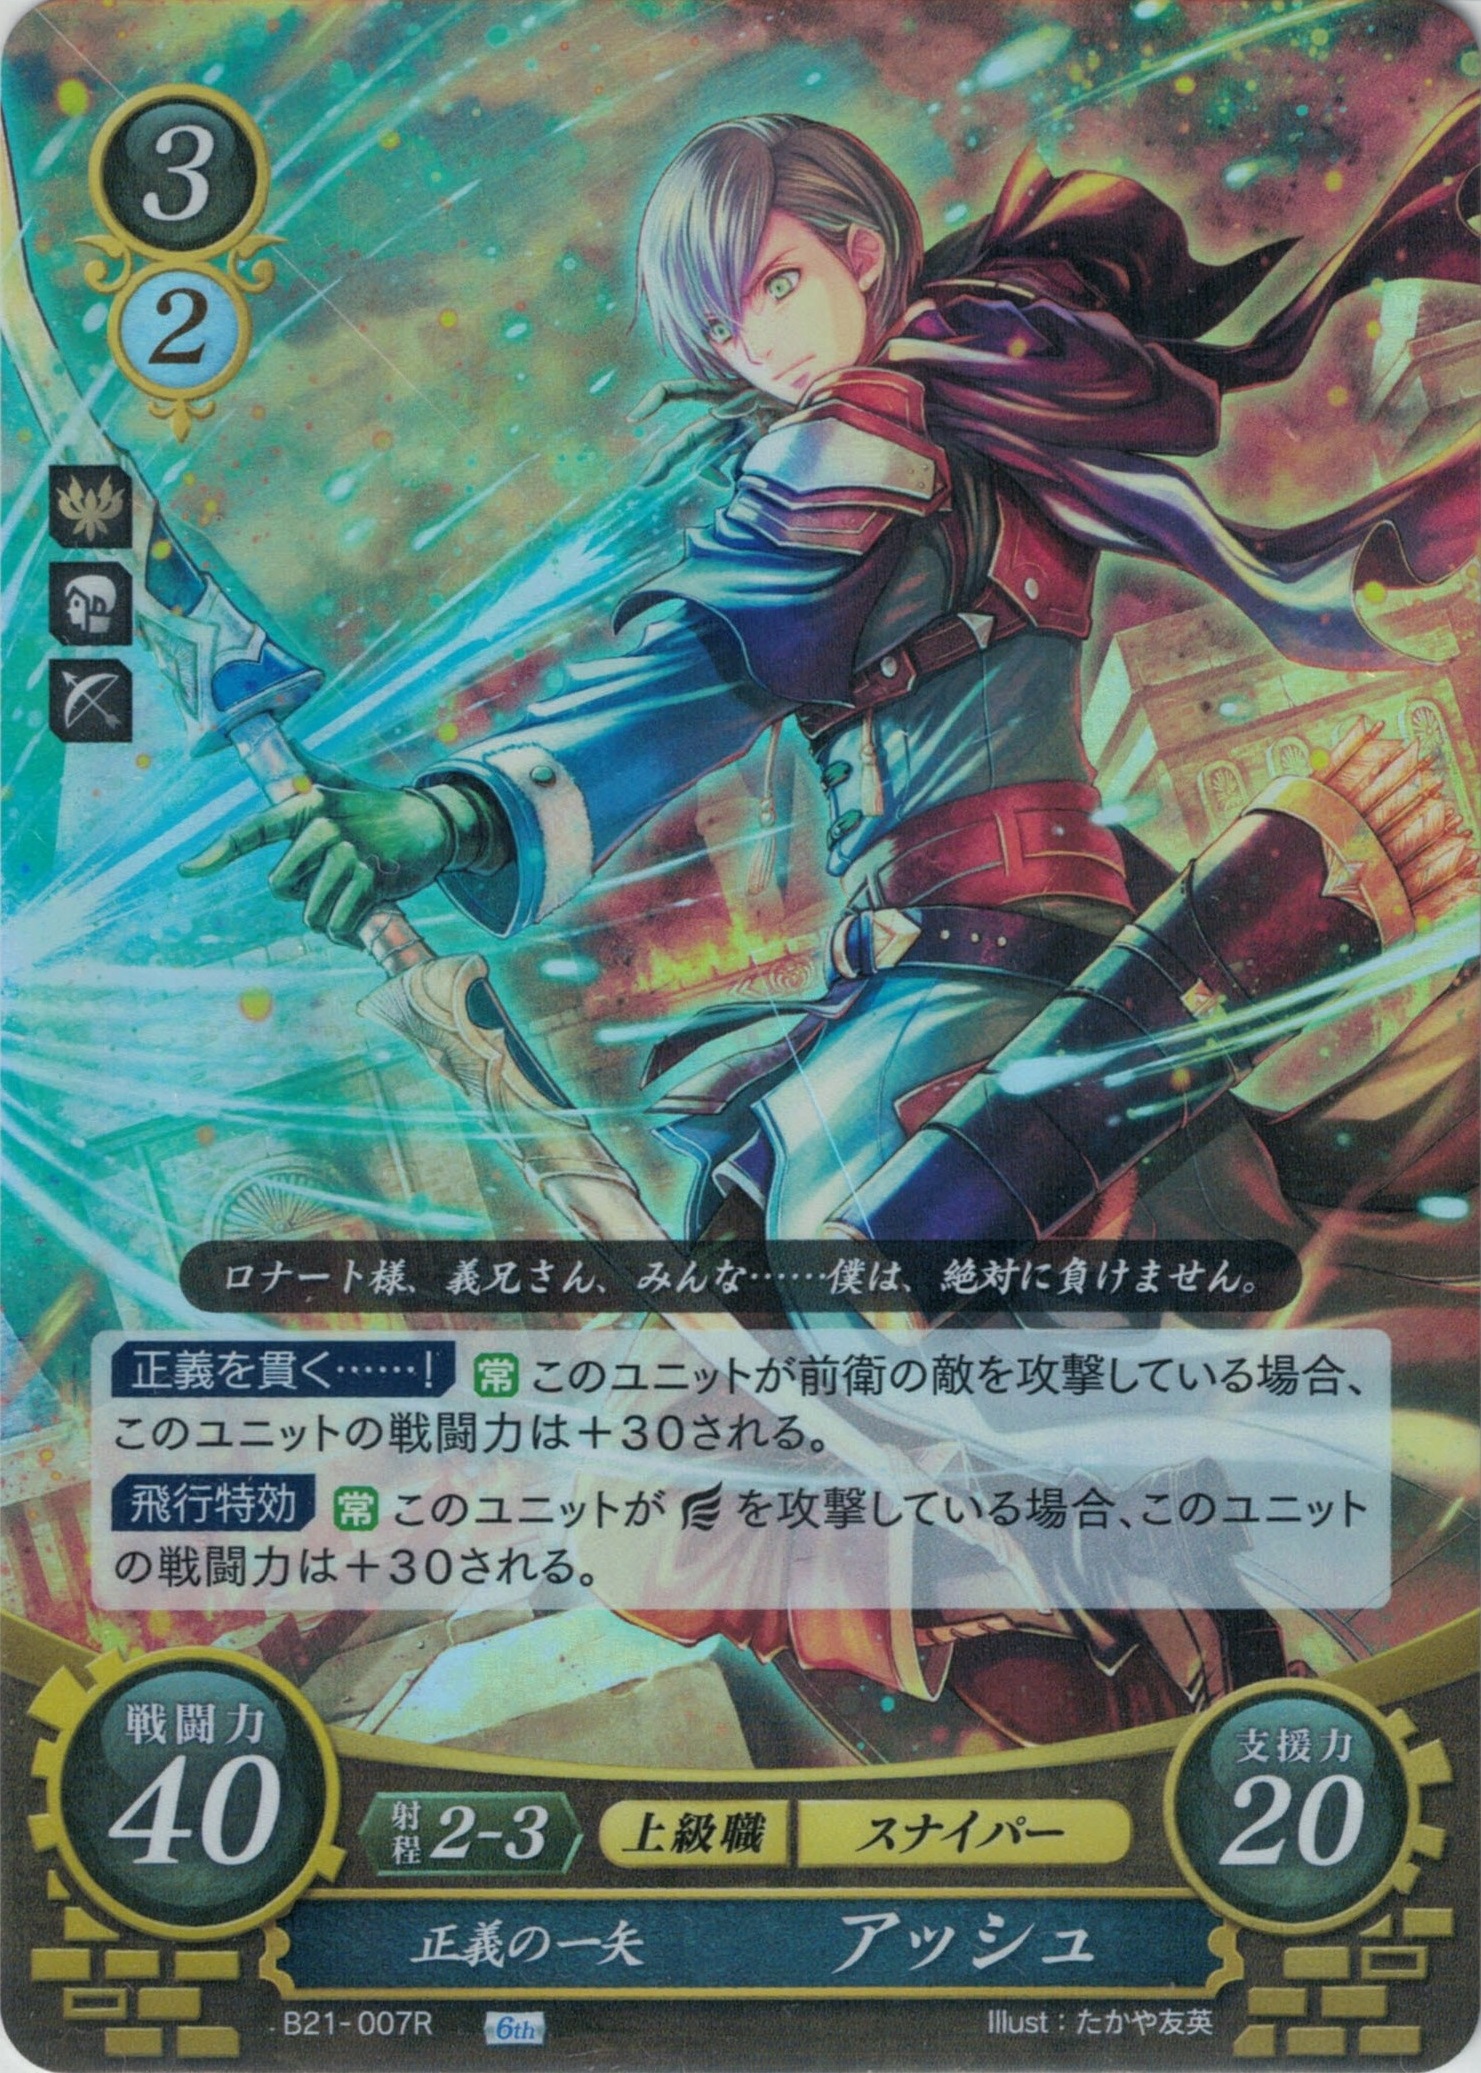 3
2
ロナート様、義兄さん、みんな……僕は、絶対に負けません。
正義を貫く……！ 常 このユニットが前衛の敵を攻撃している場合、
このユニットの戦闘力は＋30される。
飛行特効 常 このユニットが を攻撃している場合、このユニット
の戦闘力は＋30される。
戦闘力
40
射程 2-3 上級職 スナイパー
支援力
20
正義の一矢 アッシュ
B21-007R 6th Illust：たかや友英